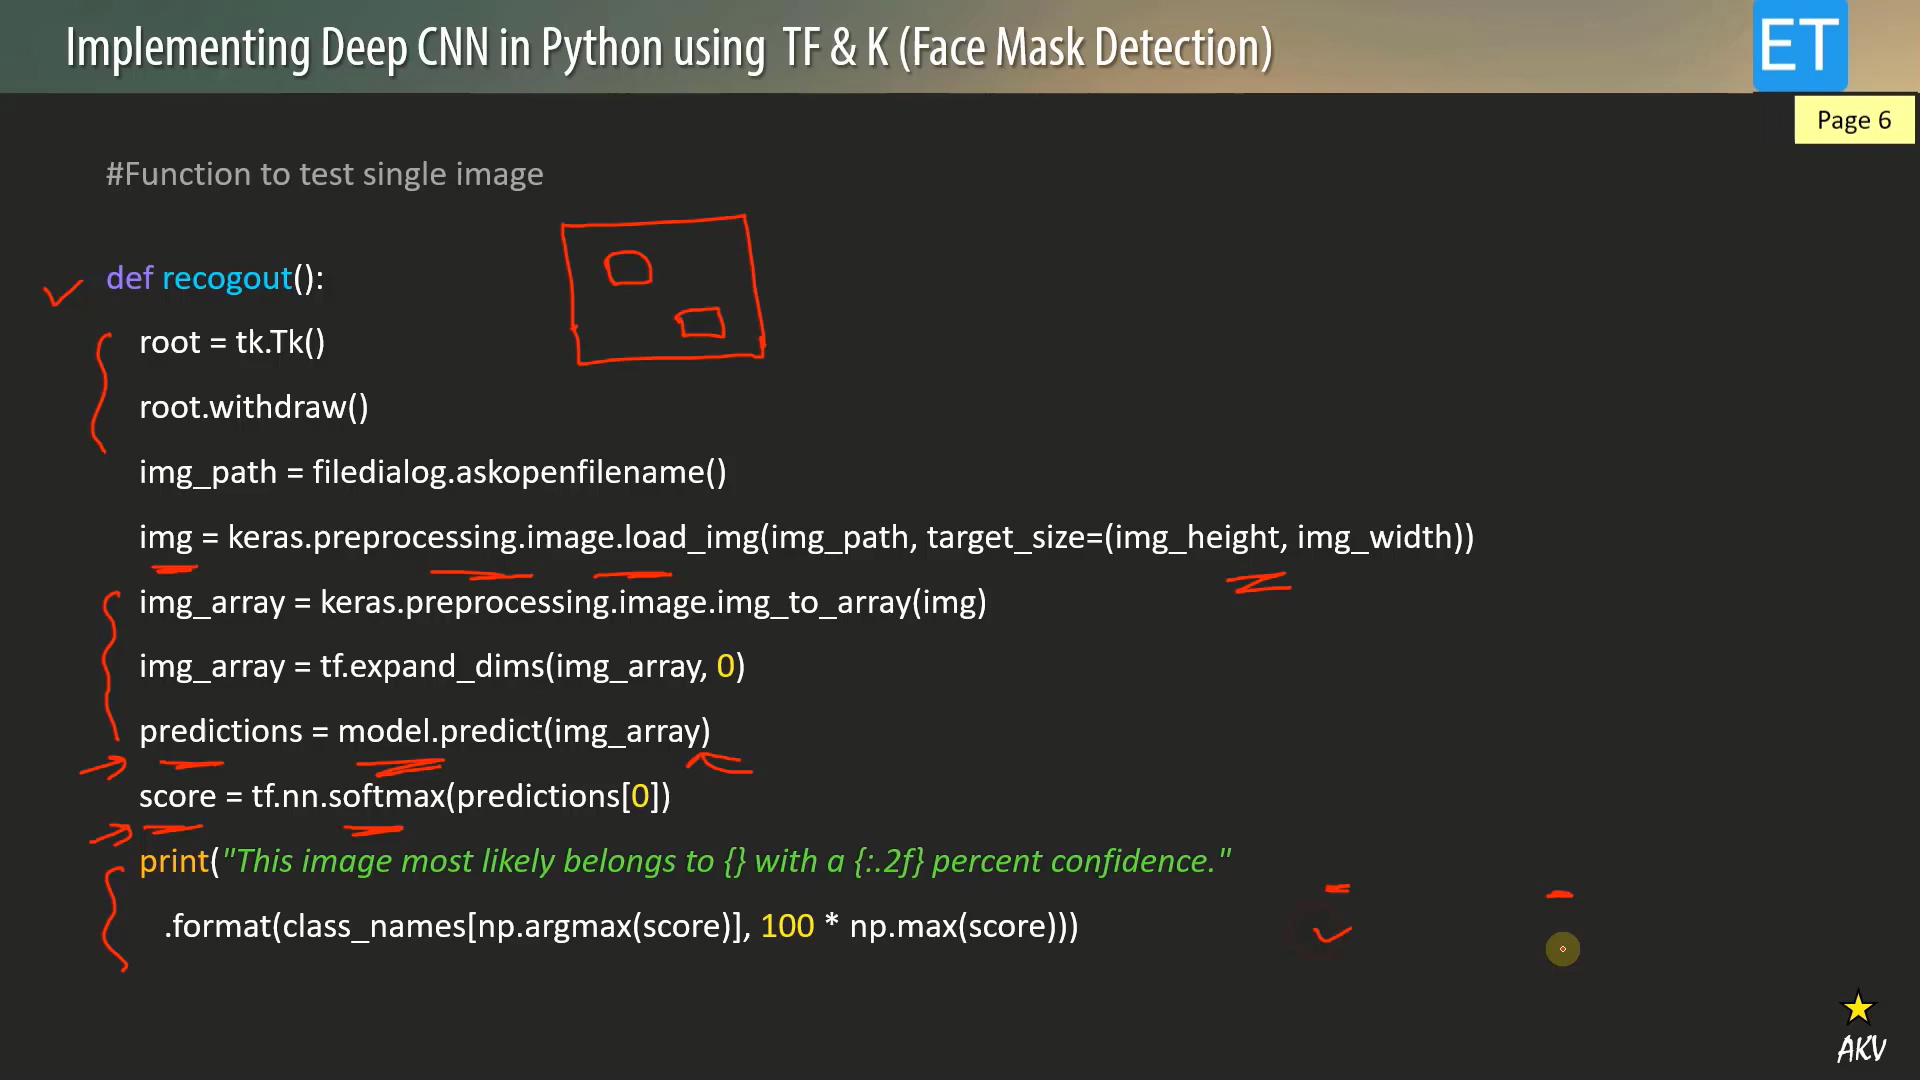 Implementing Deep CNN in Python using TF & K (Face Mask Detection)
ET
Page 6
#Function to test single image
def recogout():
root = tk.Tk()
root.withdraw()
img_path = filedialog.askopenfilename()
img = keras.preprocessing.image.load_img(img_path, target_size=(img_height, img_width))
img_array = keras.preprocessing.image.img_to_array(img)
img_array = tf.expand_dims(img_array, 0)
predictions = model.predict(img_array)
score = tf.nn.softmax(predictions[0])
print("This image most likely belongs to {} with a {:.2f} percent confidence."
.format(class_names[np.argmax(score)], 100 * np.max(score)))
AKV